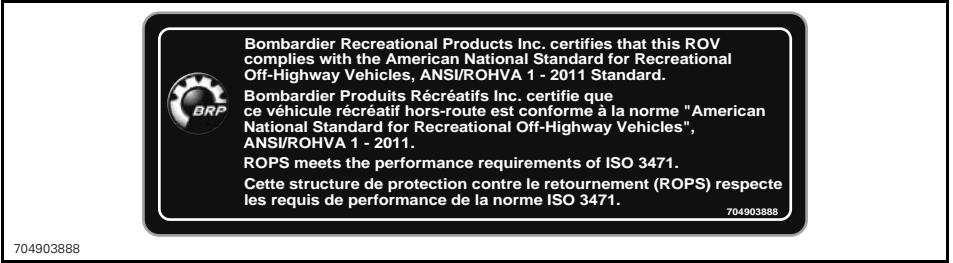 Bombardier Recreational Products Inc. certifies that this ROV
complies with the American National Standard for Recreational
Off-Highway Vehicles, ANSI/ROHVA 1 - 2011 Standard.
Bombardier Produits Récréatifs Inc. certifie que
ce véhicule récréatif hors-route est conforme à la norme "American
National Standard for Recreational Off-Highway Vehicles",
ANSI/ROHVA 1 - 2011.
BRP
ROPS meets the performance requirements of ISO 3471.
Cette structure de protection contre le retournement (ROPS) respecte
les requis de performance de la norme ISO 3471.
704903888
704903888